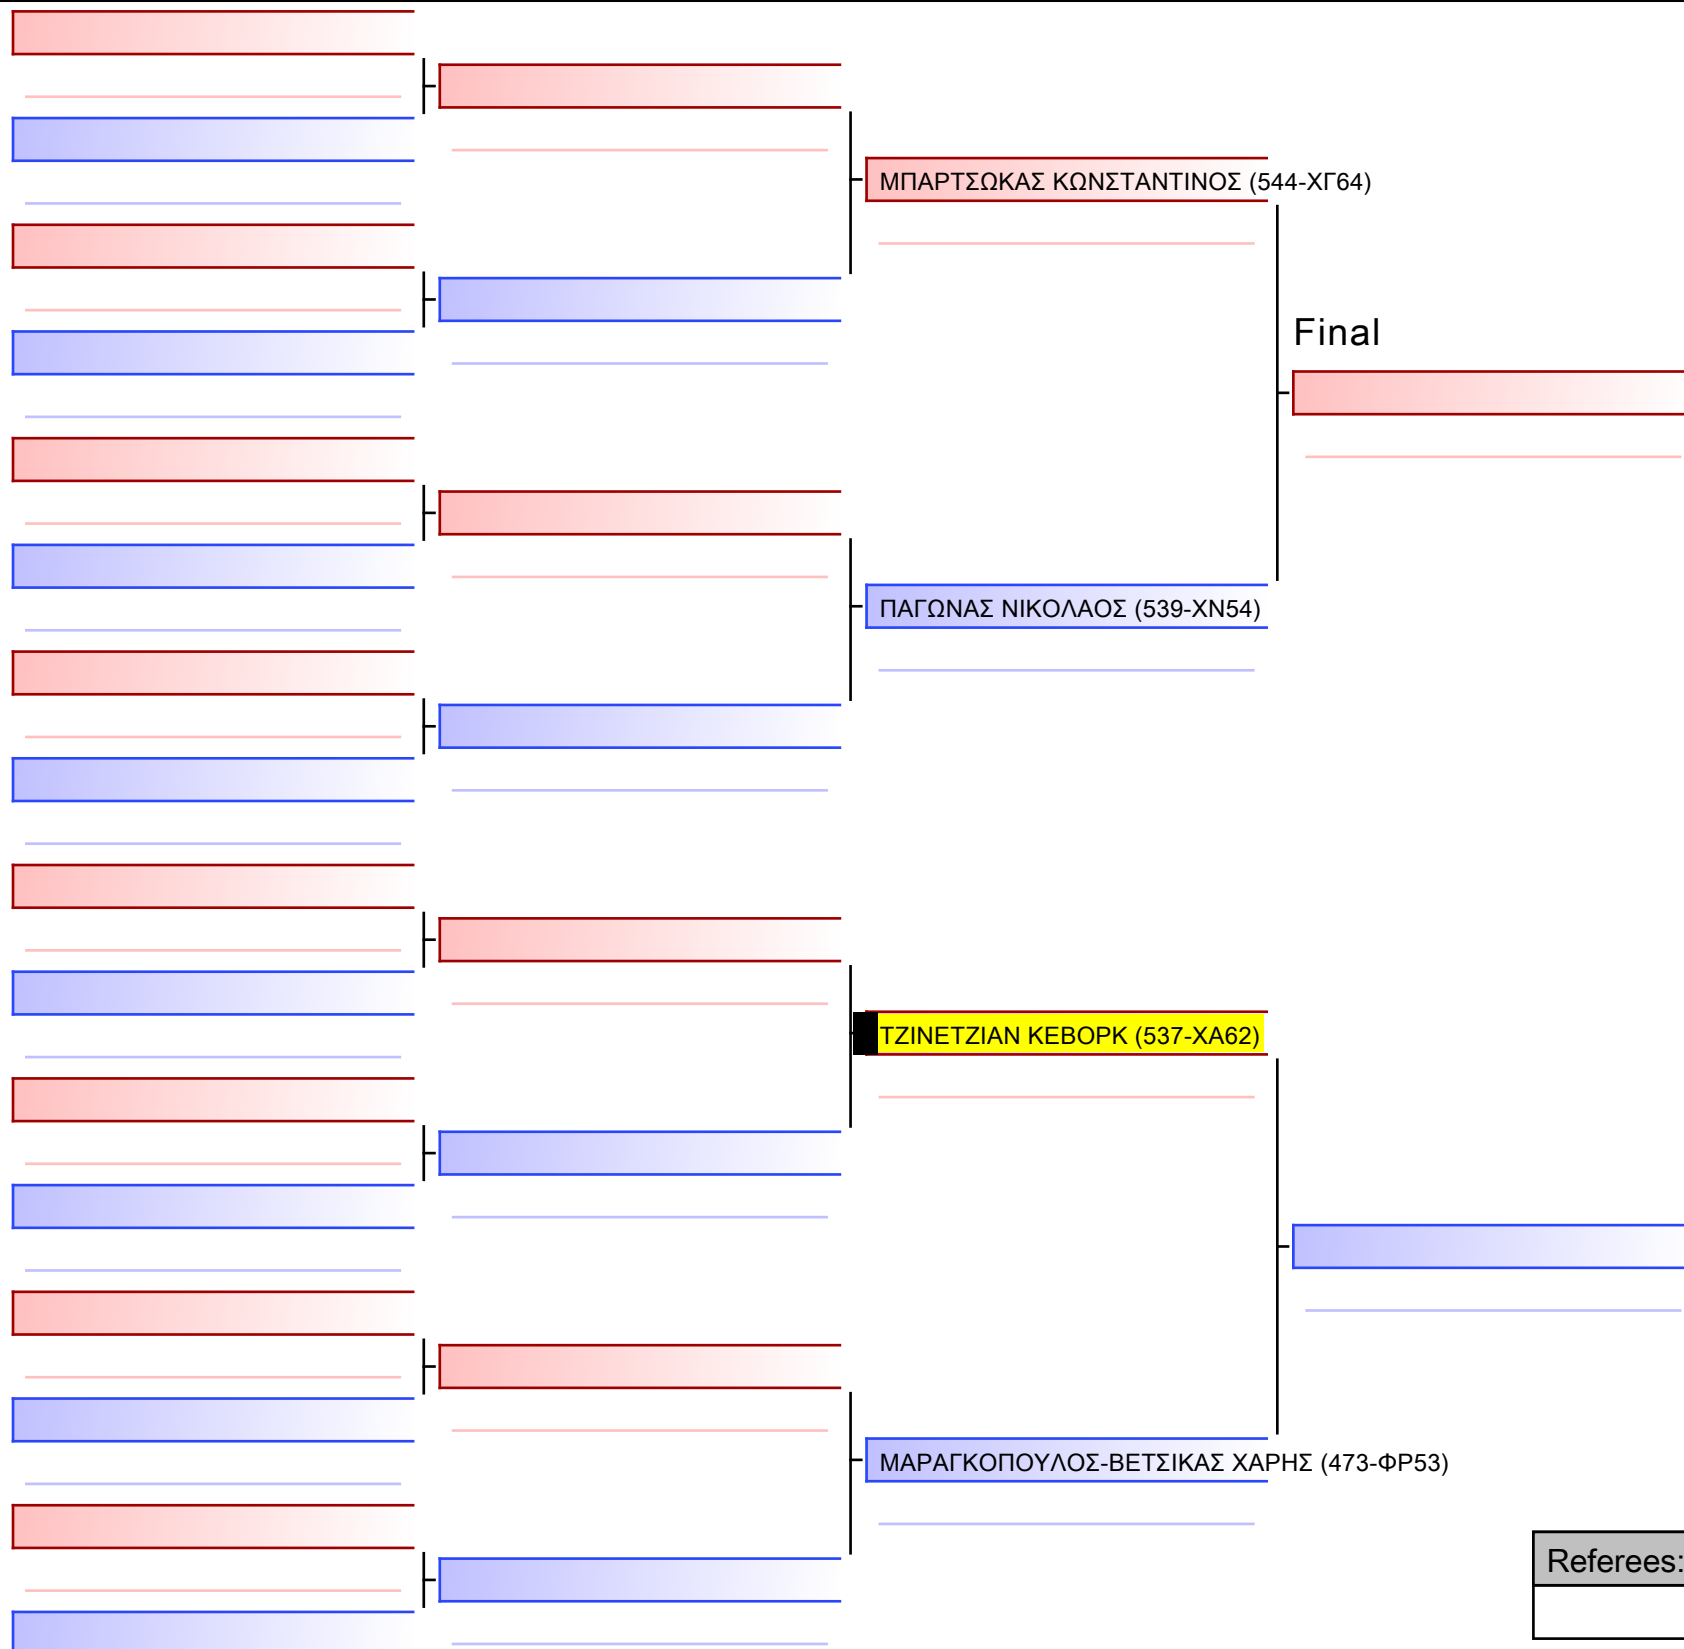 ΜΠΑΡΤΣΩΚΑΣ ΚΩΝΣΤΑΝΤΙΝΟΣ (544-ΧΓ64)
Final
ΠΑΓΩΝΑΣ ΝΙΚΟΛΑΟΣ (539-ΧΝ54)
ΤΖΙΝΕΤΖΙΑΝ ΚΕΒΟΡΚ (537-ΧΑ62)
ΜΑΡΑΓΚΟΠΟΥΛΟΣ-ΒΕΤΣΙΚΑΣ ΧΑΡΗΣ (473-ΦΡ53)
Referees: